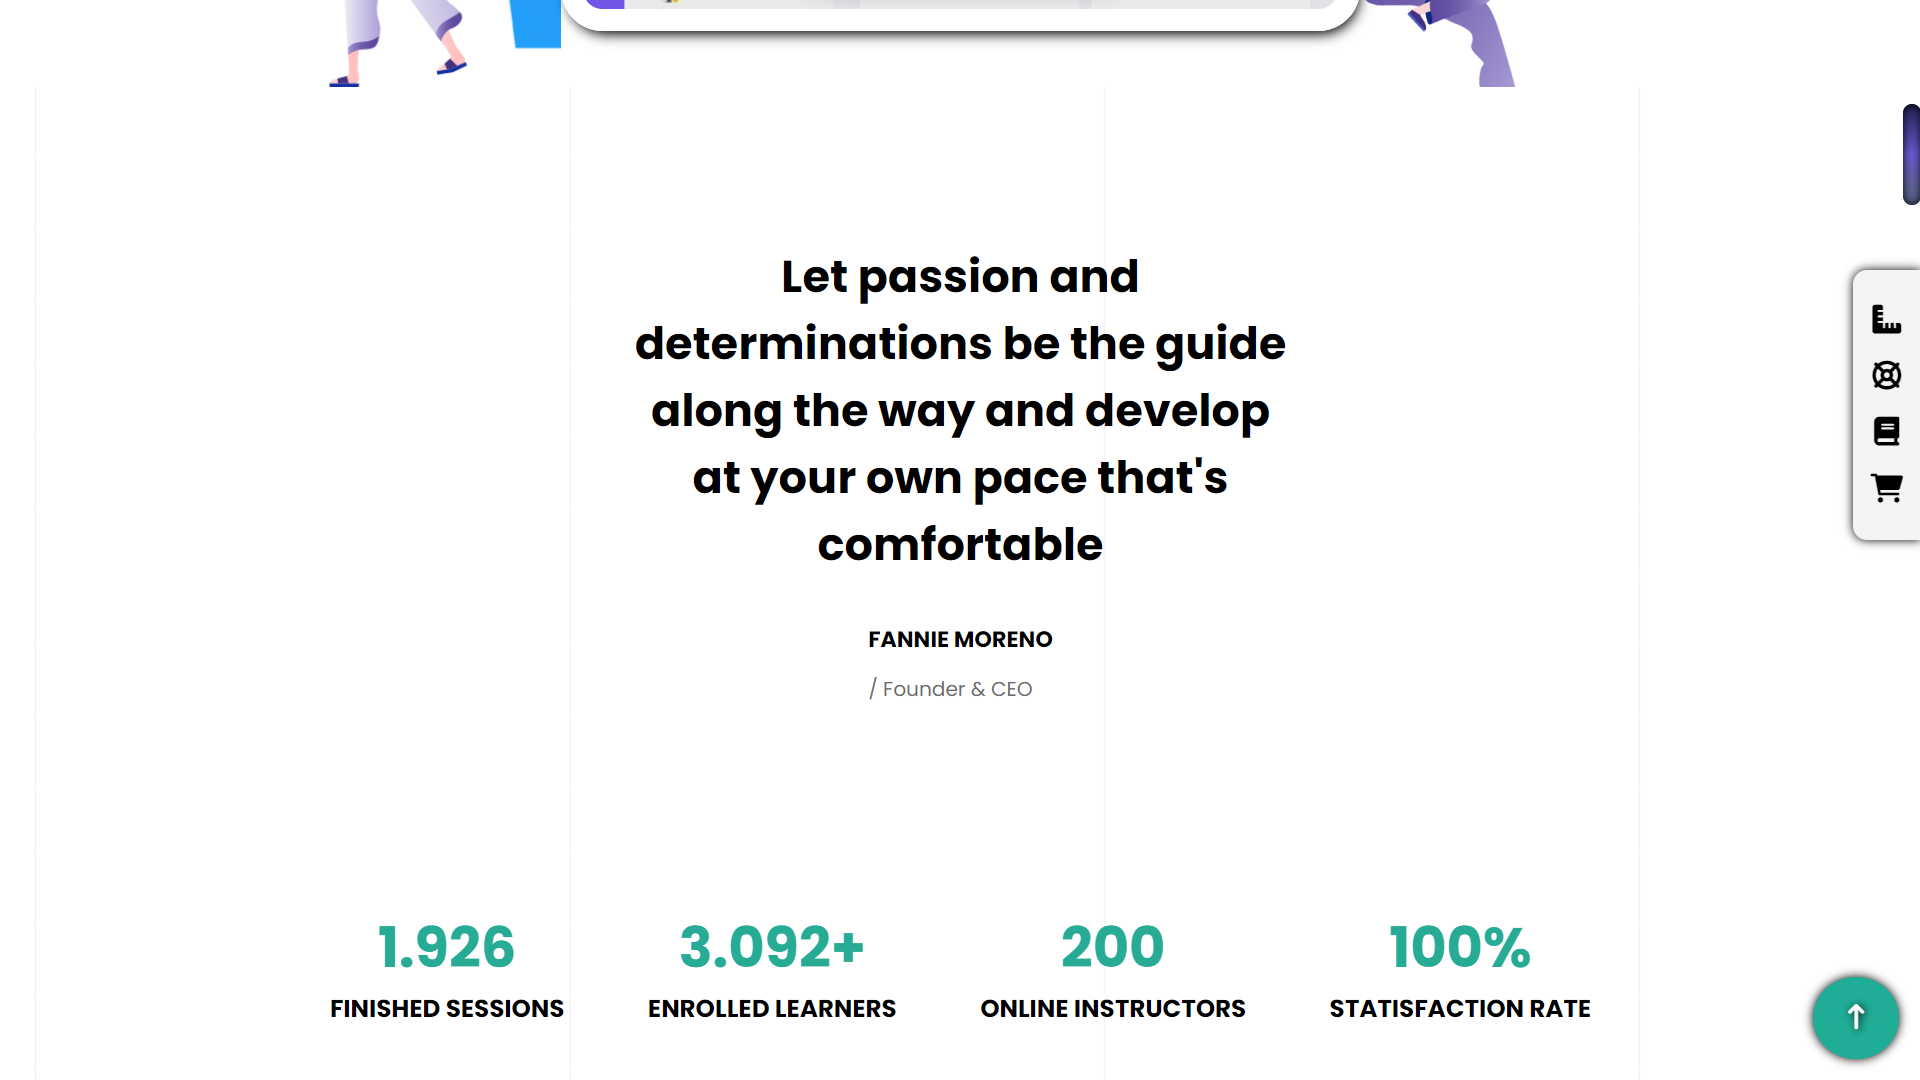 Let passion and
determinations be the guide
along the way and develop
at your own pace that's
comfortable
FANNIE MORENO
/ Founder & CEO
1.926
FINISHED SESSIONS
3.092+
ENROLLED LEARNERS
200
ONLINE INSTRUCTORS
100%
STATISFACTION RATE